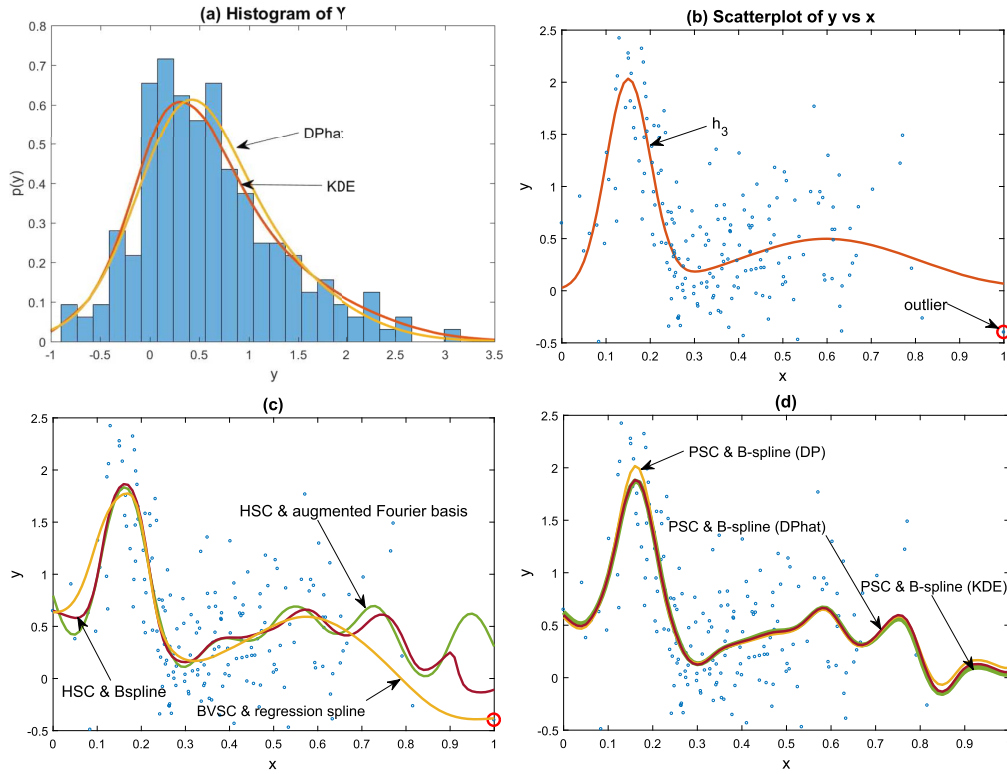 (a) Histogram of Y
0.8
0.7
0.6
0.5
0.4
0.3
0.2
0.1
0
p(y)
DPha:
KDE
-1 -0.5 0 0.5 1 1.5 2 2.5 3 3.5
y
(b) Scatterplot of y vs x
2.5
2
1.5
1
0.5
0
-0.5
y
h3
outlier
0 0.1 0.2 0.3 0.4 0.5 0.6 0.7 0.8 0.9 1
x
(c)
2.5
2
1.5
1
0.5
0
-0.5
y
HSC & augmented Fourier basis
HSC & Bspline
BVSC & regression spline
0 0.1 0.2 0.3 0.4 0.5 0.6 0.7 0.8 0.9 1
x
(d)
2.5
2
1.5
1
0.5
0
-0.5
y
PSC & B-spline (DP)
PSC & B-spline (DPhat)
PSC & B-spline (KDE)
0 0.1 0.2 0.3 0.4 0.5 0.6 0.7 0.8 0.9
x